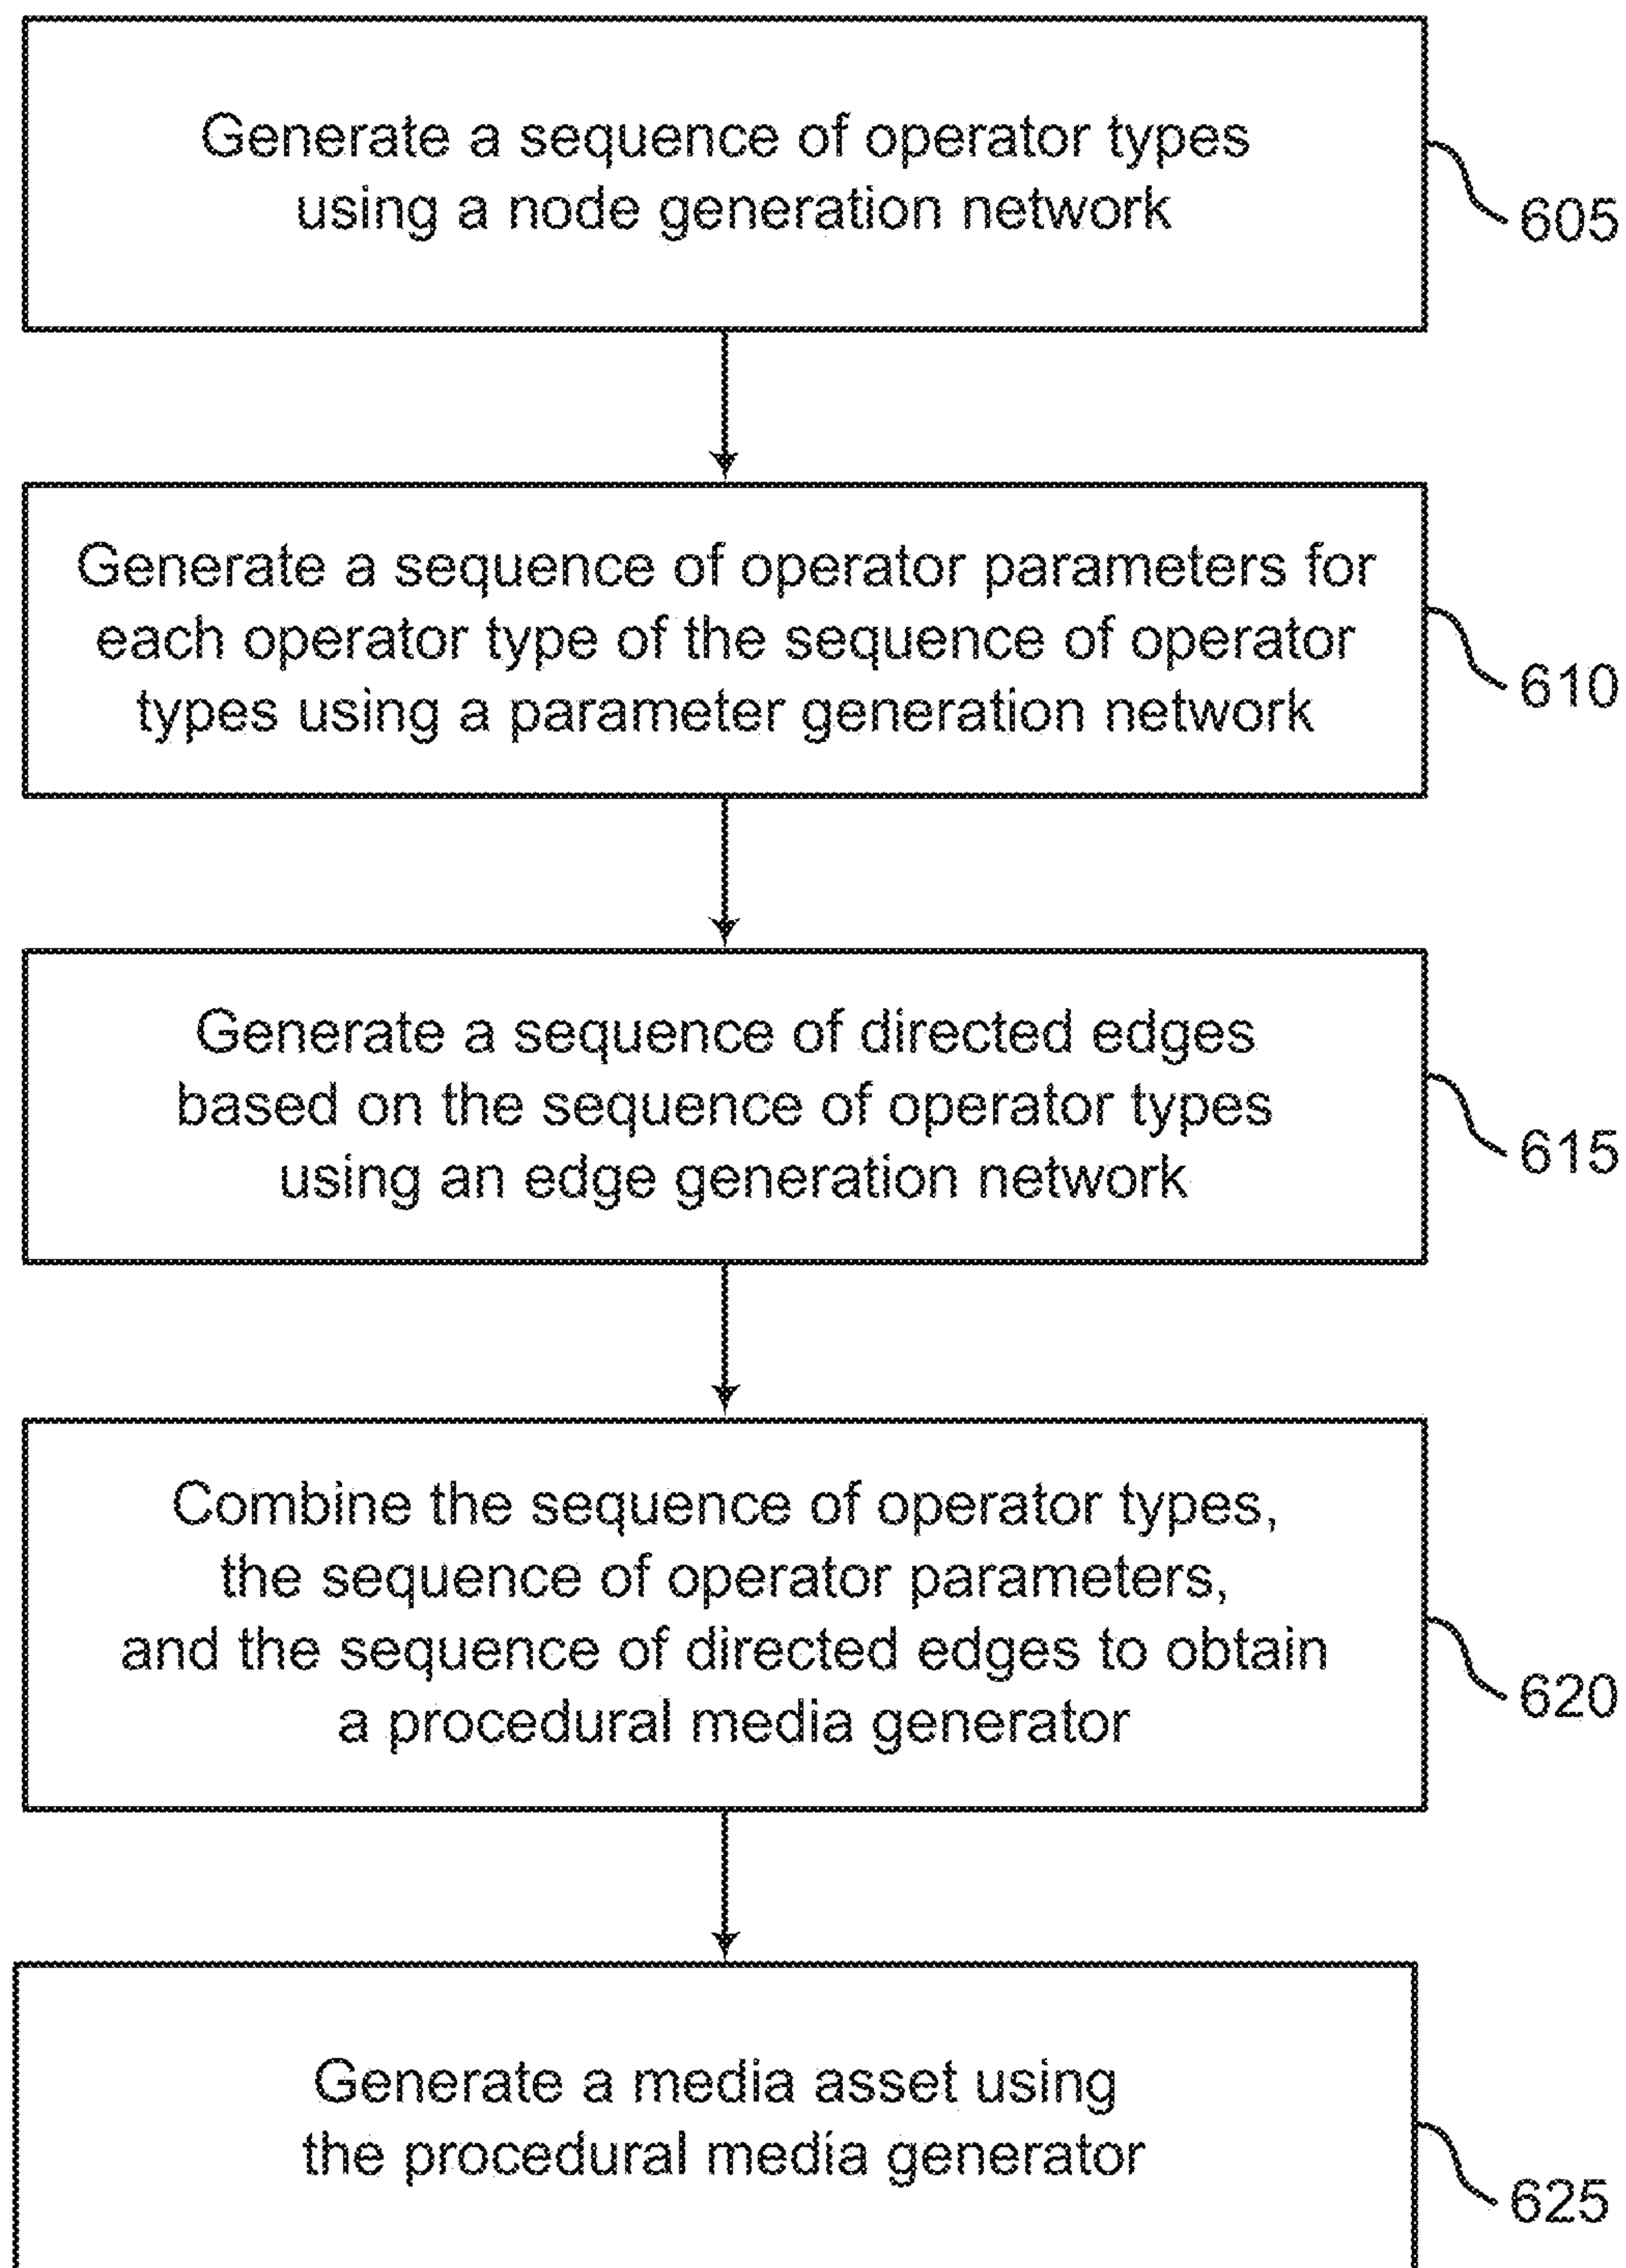 Generate a sequence of operator types
using a node generation network
605
Generate a sequence of operator parameters for
each operator type of the sequence of operator
types using a parameter generation network
610
Generate a sequence of directed edges
based on the sequence of operator types
using an edge generation network
615
Combine the sequence of operator types,
the sequence of operator parameters,
and the sequence of directed edges to obtain
a procedural media generator
620
Generate a media asset using
the procedural media generator
625